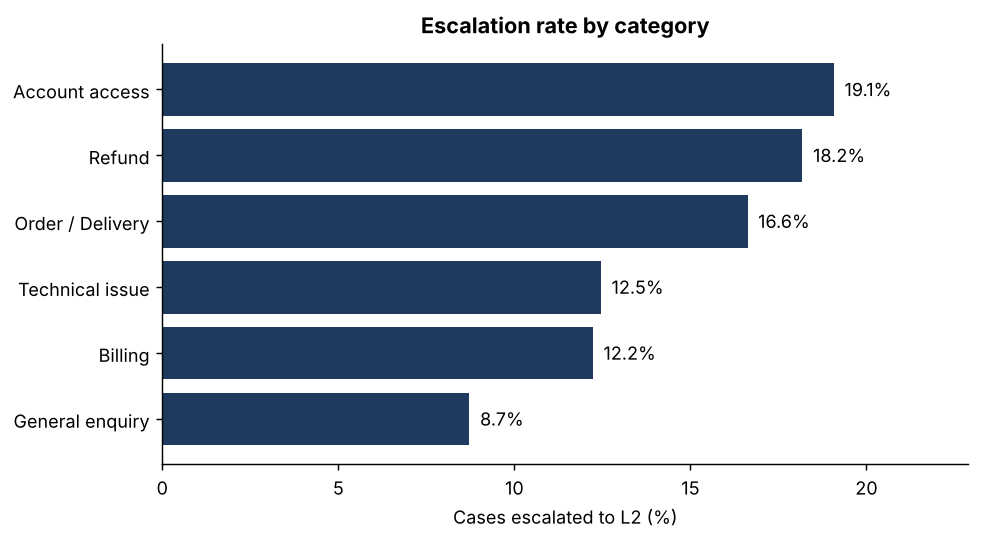 Escalation rate by category
Account access 19.1%
Refund 18.2%
Order / Delivery 16.6%
Technical issue 12.5%
Billing 12.2%
General enquiry 8.7%
0 5 10 15 20
Cases escalated to L2 (%)